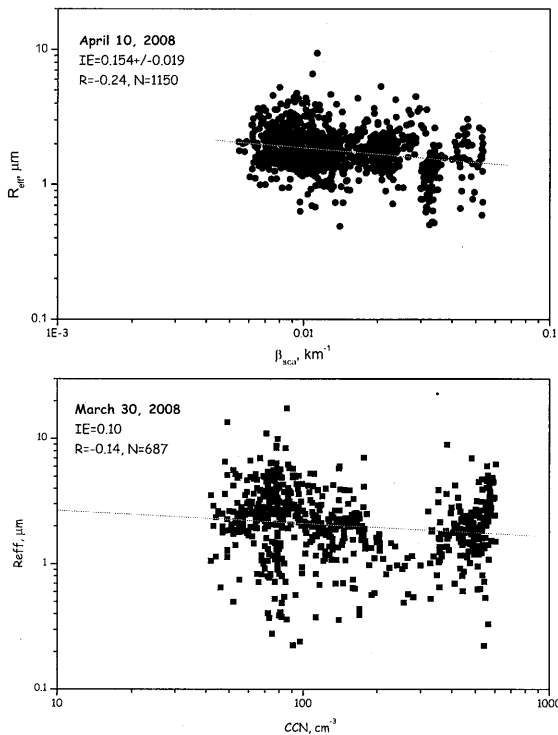 10
April 10, 2008
IE=0.154+/-0.019
R=-0.24, N=1150
R_eff, μm
1
0.1
1E-3
0.01
0.1
β_sca, km⁻¹
March 30, 2008
IE=0.10
R=-0.14, N=687
10
Reff, μm
1
0.1
10
100
1000
CCN, cm⁻³